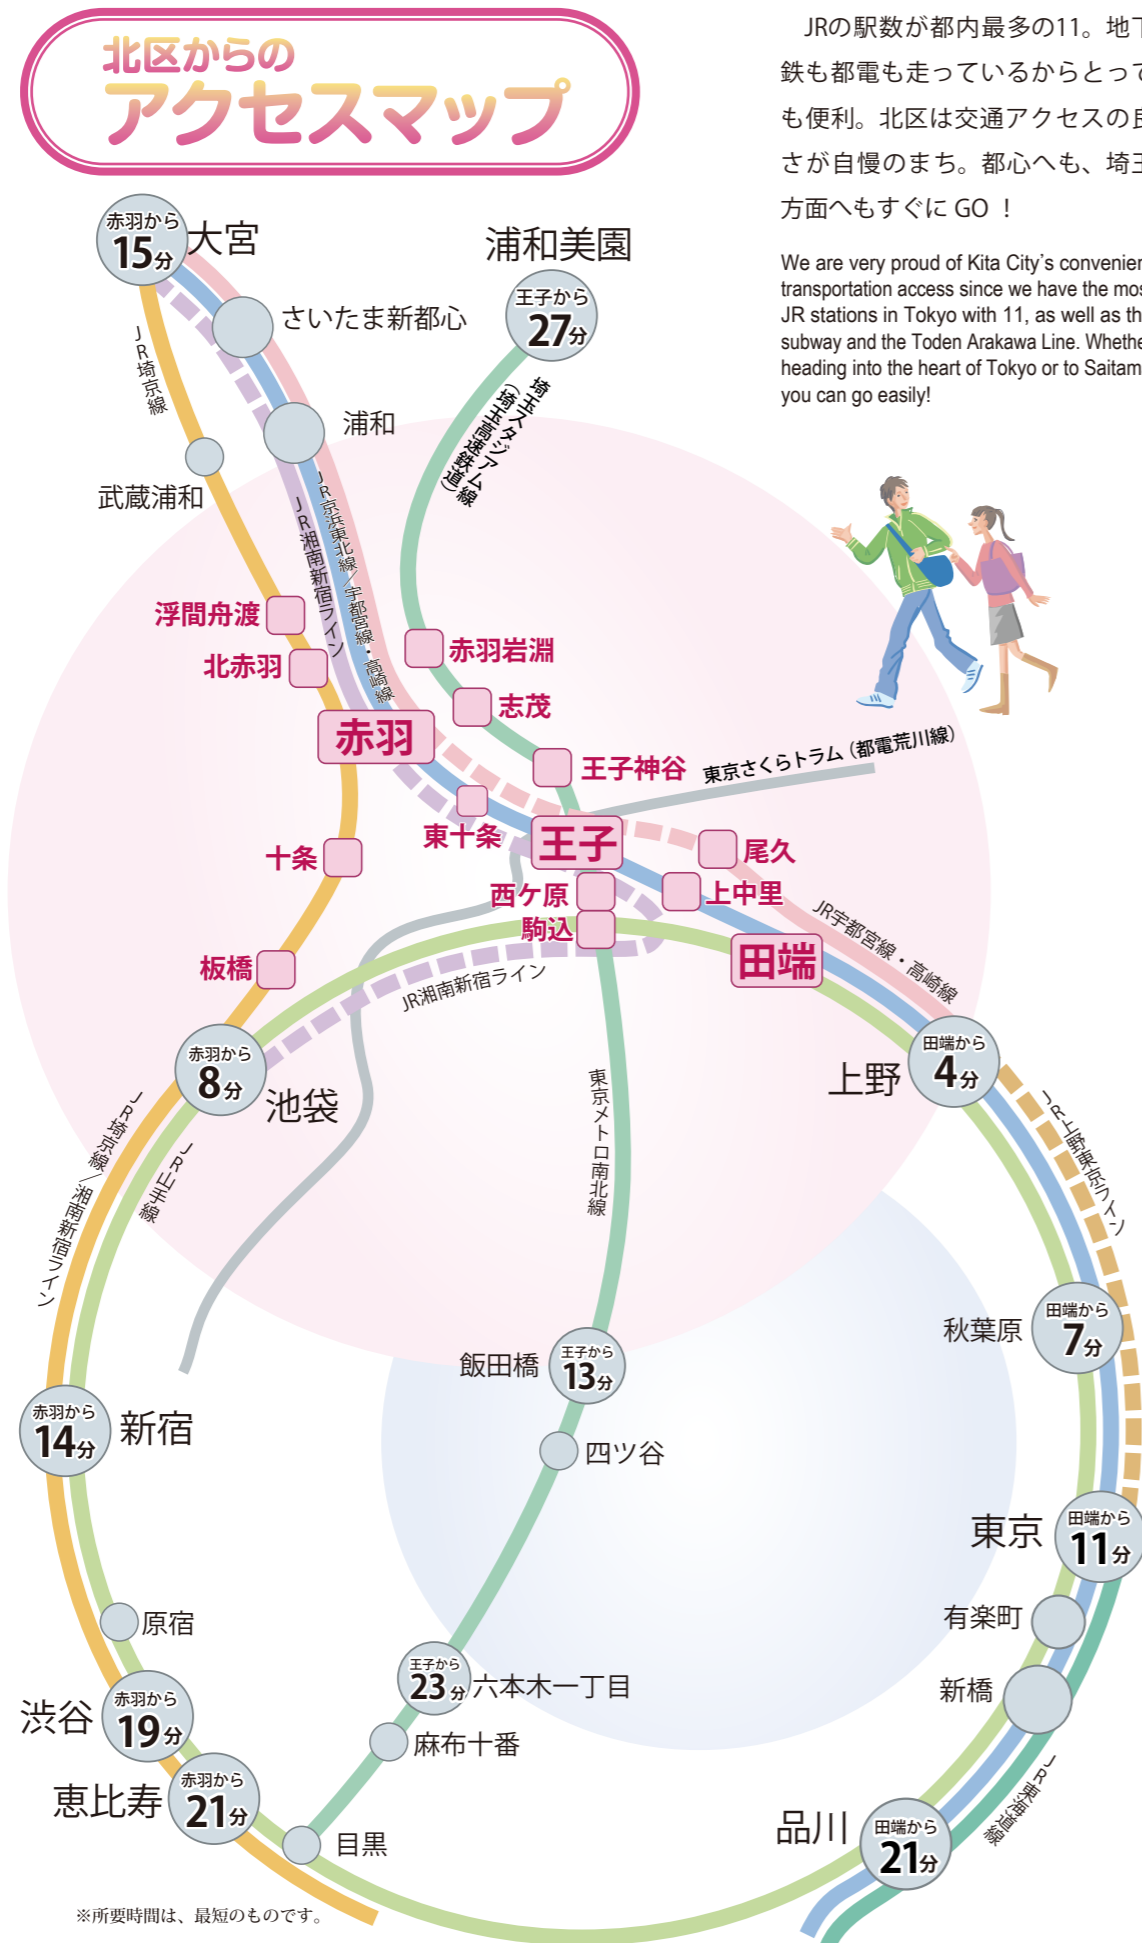 北区からの
アクセスマップ
JRの駅数が都内最多の11。地下
鉄も都電も走っているからとって
も便利。北区は交通アクセスの良
さが自慢のまち。都心へも、埼玉
方面へもすぐに GO ！
We are very proud of Kita City's convenien
transportation access since we have the mos
JR stations in Tokyo with 11, as well as th
subway and the Toden Arakawa Line. Whethe
heading into the heart of Tokyo or to Saitam
you can go easily!
赤羽から
15分
大宮
浦和美園
王子から
27分
さいたま新都心
JR埼京線
浦和
埼玉スタジアム線
（埼玉高速鉄道）
武蔵浦和
JR京浜東北線／宇都宮線・高崎線
JR湘南新宿ライン
浮間舟渡
北赤羽
赤羽岩淵
志茂
赤羽
王子神谷
東京さくらトラム（都電荒川線）
東十条
王子
尾久
十条
西ケ原
上中里
駒込
板橋
田端
JR宇都宮線・高崎線
JR湘南新宿ライン
赤羽から
8分
池袋
上野
田端から
4分
東京メトロ南北線
JR上野東京ライン
JR埼京線／湘南新宿ライン
JR山手線
秋葉原
田端から
7分
飯田橋
王子から
13分
赤羽から
14分
新宿
四ツ谷
東京
田端から
11分
有楽町
原宿
新橋
王子から
23分
六本木一丁目
渋谷
赤羽から
19分
麻布十番
恵比寿
赤羽から
21分
目黒
品川
田端から
21分
JR東海道線
※所要時間は、最短のものです。